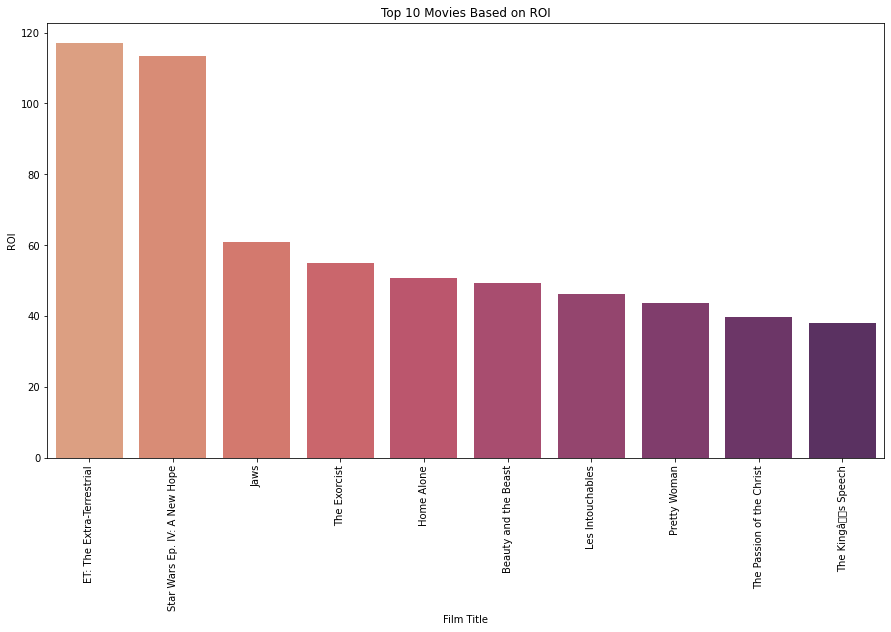 Top 10 Movies Based on ROI
120
100
80
60
40
20
0
ROI
ET: The Extra-Terrestrial
Star Wars Ep. IV: A New Hope
Jaws
The Exorcist
Home Alone
Beauty and the Beast
Les Intouchables
Pretty Woman
The Passion of the Christ
The Kingâ▯▯s Speech
Film Title